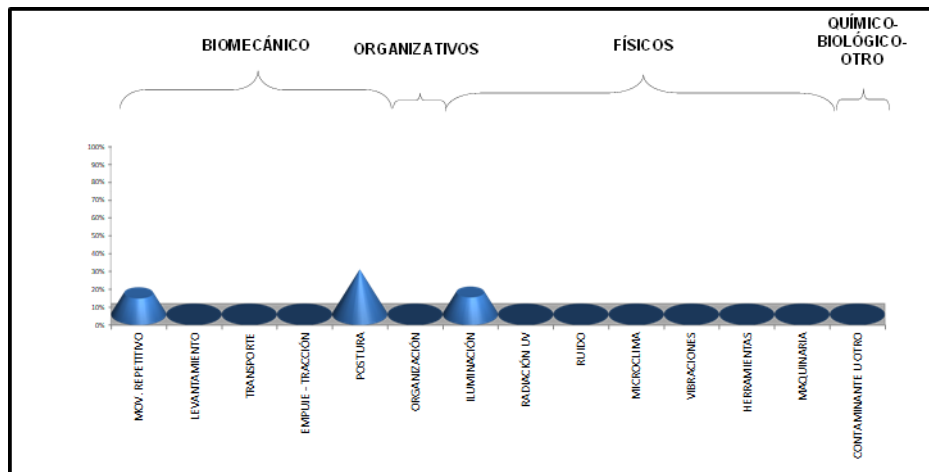 BIOMECÁNICO
ORGANIZATIVOS
FÍSICOS
QUÍMICO-
BIOLÓGICO-
OTRO
100%
90%
80%
70%
60%
50%
40%
30%
20%
10%
0%
MOV. REPETITIVO
LEVANTAMIENTO
TRANSPORTE
EMPUJE - TRACCIÓN
POSTURA
ORGANIZACIÓN
ILUMINACIÓN
RADIACIÓN UV
RUIDO
MICROCLIMA
VIBRACIONES
HERRAMIENTAS
MAQUINARIA
CONTAMINANTE U OTRO